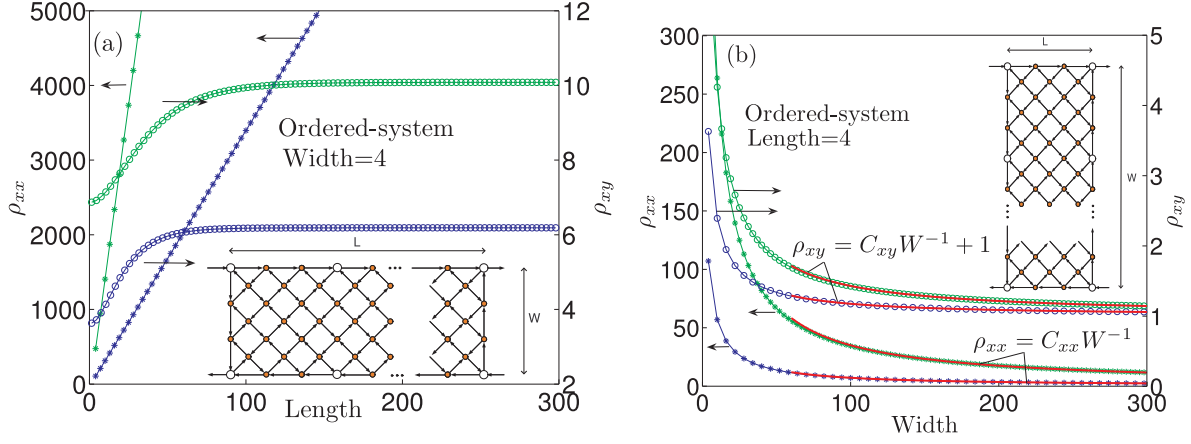 (a)
5000
4000
3000
2000
1000
0
ρxx
12
10
8
6
4
2
ρxy
0
100
200
300
Length
Ordered-system
Width=4
L
W
(b)
300
250
200
150
100
50
0
ρxx
5
4
3
2
1
0
ρxy
0
100
200
300
Width
Ordered-system
Length=4
L
W
ρxy = CxyW⁻¹ + 1
ρxx = CxxW⁻¹